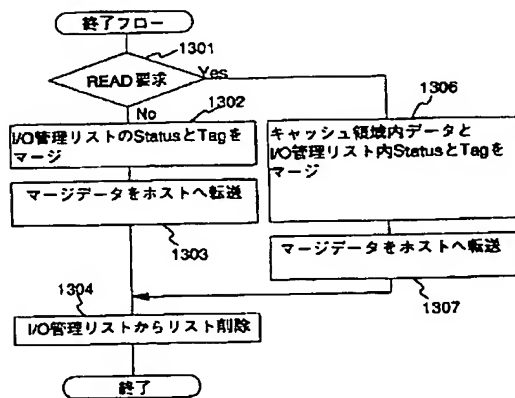 終了フロー
1301
READ 要求
Yes
No
1302
I/O管理リストのStatusとTagを
マージ
マージデータをホストへ転送
1303
1306
キャッシュ領域内データと
I/O管理リスト内StatusとTagを
マージ
マージデータをホストへ転送
1307
1304
I/O管理リストからリスト削除
終了